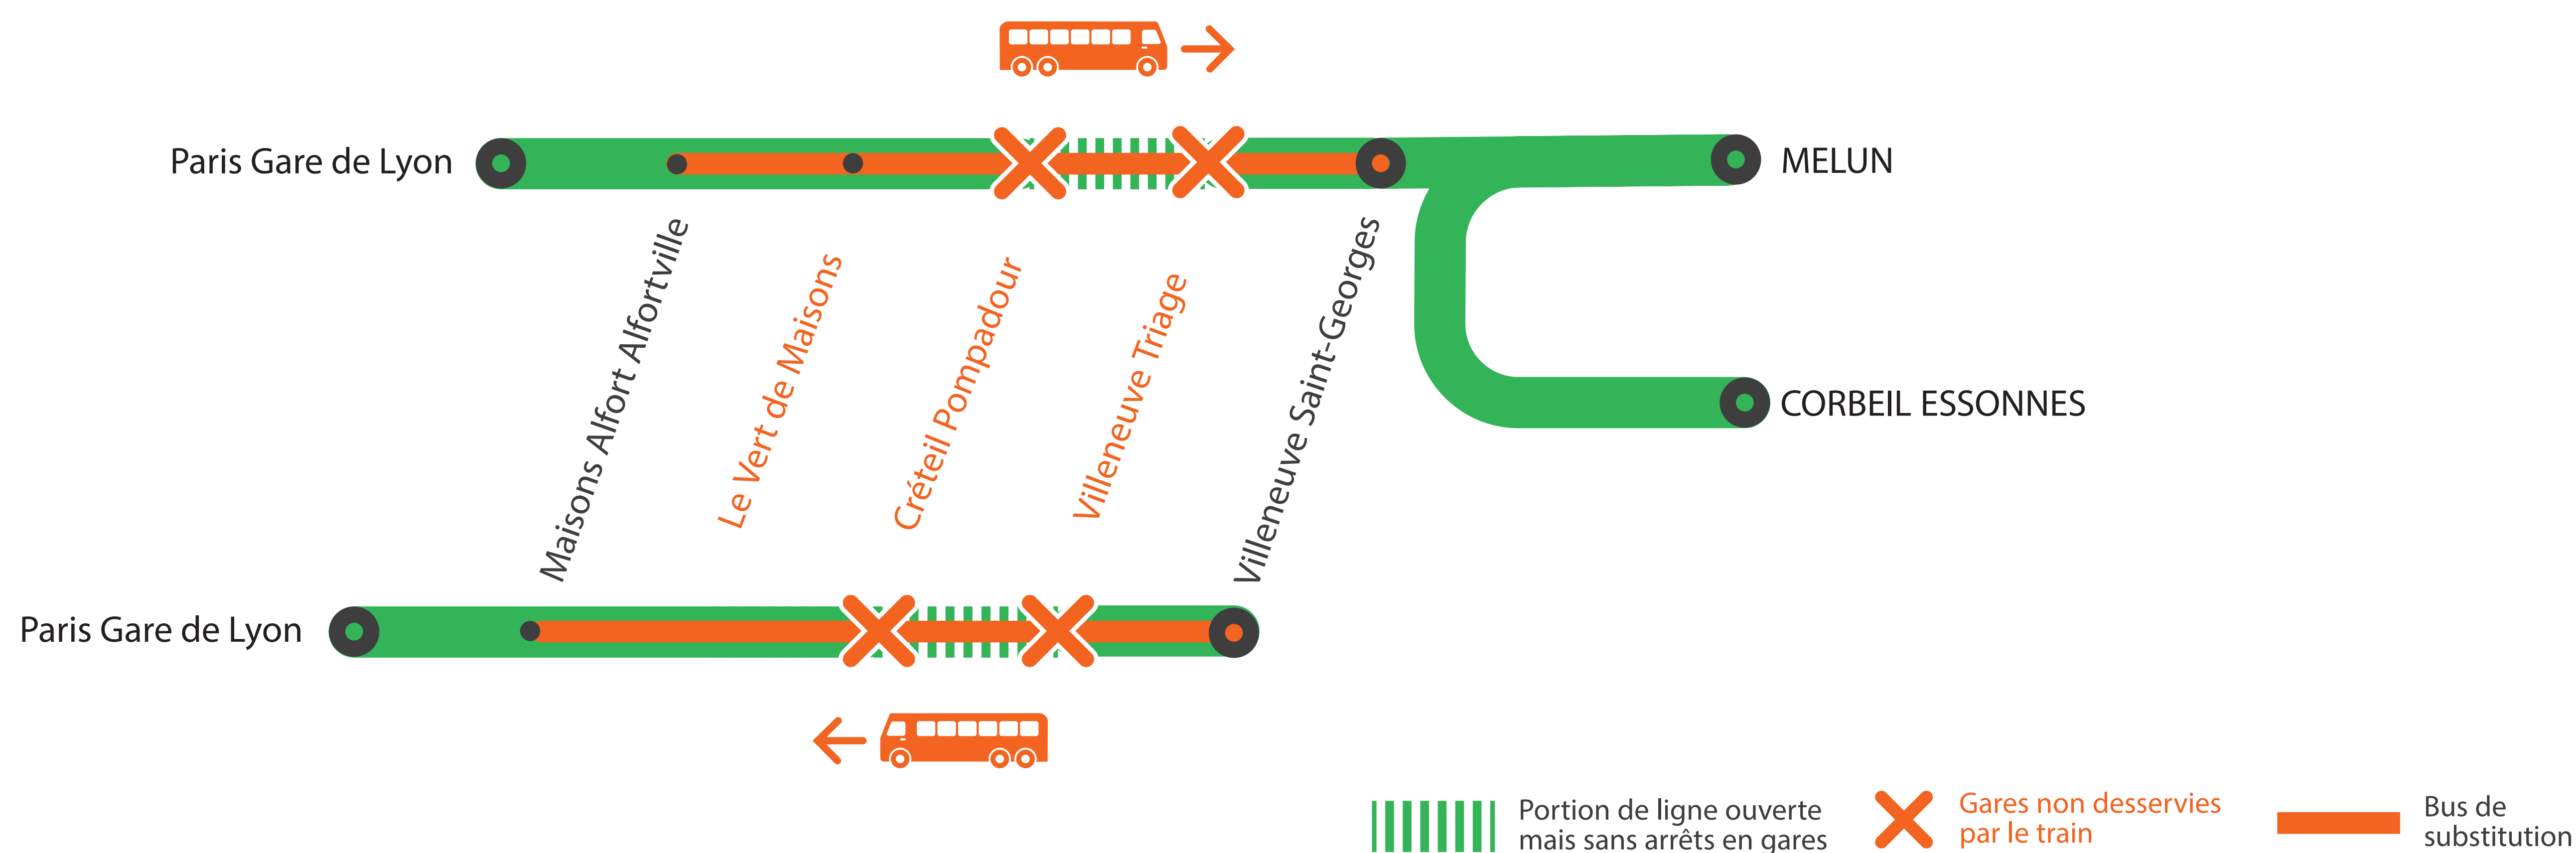 Paris Gare de Lyon
MELUN
Maisons Alfort Alfortville
Le Vert de Maisons
Créteil Pompadour
Villeneuve Triage
Villeneuve Saint-Georges
CORBEIL ESSONNES
Paris Gare de Lyon
Portion de ligne ouverte
mais sans arrêts en gares
Gares non desservies
par le train
Bus de
substitution